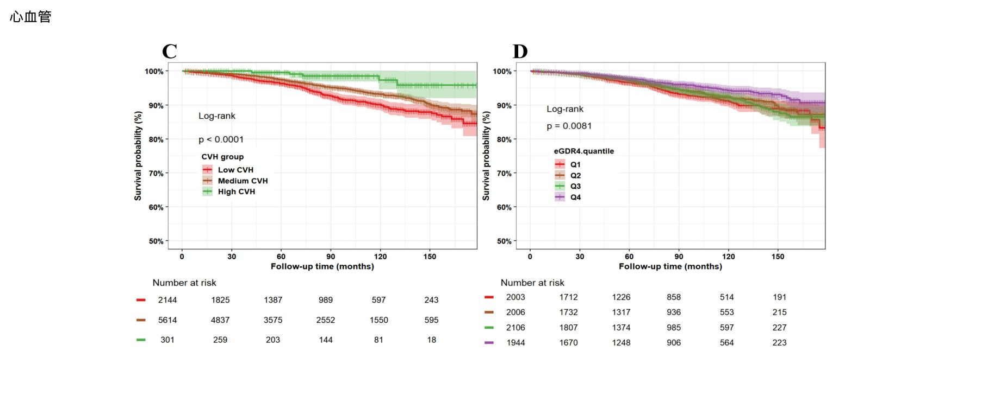 心血管
C
100%
90%
80%
70%
60%
50%
Survival probability (%)
Log-rank
p < 0.0001
CVH group
Low CVH
Medium CVH
High CVH
0 30 60 90 120 150
Follow-up time (months)
Number at risk
2144 1825 1387 989 597 243
5614 4837 3575 2552 1550 595
301 259 203 144 81 18
D
100%
90%
80%
70%
60%
50%
Survival probability (%)
Log-rank
p = 0.0081
eGDR4.quantile
Q1
Q2
Q3
Q4
0 30 60 90 120 150
Follow-up time (months)
Number at risk
2003 1712 1226 858 514 191
2006 1732 1317 936 553 215
2106 1807 1374 985 597 227
1944 1670 1248 906 564 223